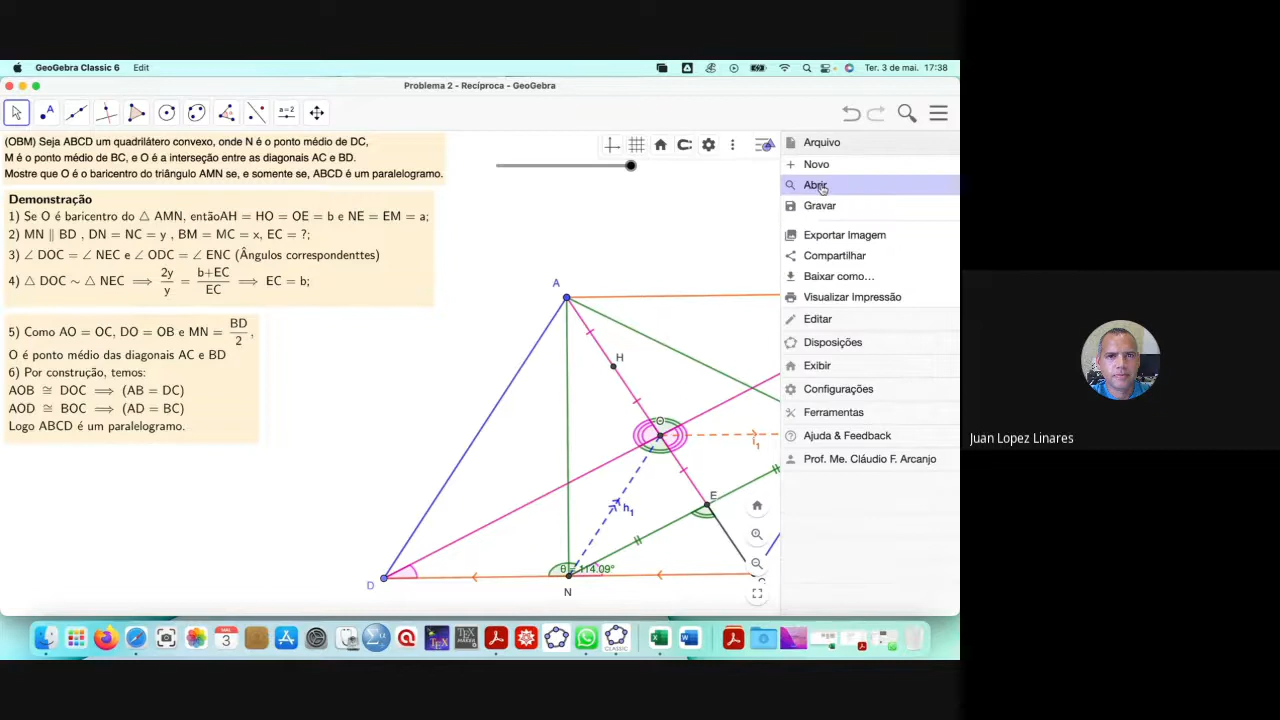 GeoGebra Classic 6 Edit Ter. 3 de mai. 17:38
Problema 2 - Recíproca - GeoGebra
(OBM) Seja ABCD um quadrilátero convexo, onde N é o ponto médio de DC,
M é o ponto médio de BC, e O é a interseção entre as diagonais AC e BD.
Mostre que O é o baricentro do triângulo AMN se, e somente se, ABCD é um paralelogramo.
Demonstração
1) Se O é baricentro do △ AMN, entãoAH = HO = OE = b e NE = EM = a;
2) MN ∥ BD , DN = NC = y , BM = MC = x, EC = ?;
3) ∠ DOC = ∠ NEC e ∠ ODC = ∠ ENC (Ângulos correspondenttes)
4) △ DOC ∼ △ NEC ⟹ 2y/y = b+EC/EC ⟹ EC = b;
5) Como AO = OC, DO = OB e MN = BD/2,
O é ponto médio das diagonais AC e BD
6) Por construção, temos:
AOB ≅ DOC ⟹ (AB = DC)
AOD ≅ BOC ⟹ (AD = BC)
Logo ABCD é um paralelogramo.
a=2
A
H
O
i₁
E
h₁
θ = 114.09°
D
N
Arquivo
Novo
Abrir
Gravar
Exportar Imagem
Compartilhar
Baixar como...
Visualizar Impressão
Editar
Disposições
Exibir
Configurações
Ferramentas
Ajuda & Feedback
Prof. Me. Cláudio F. Arcanjo
Juan Lopez Linares